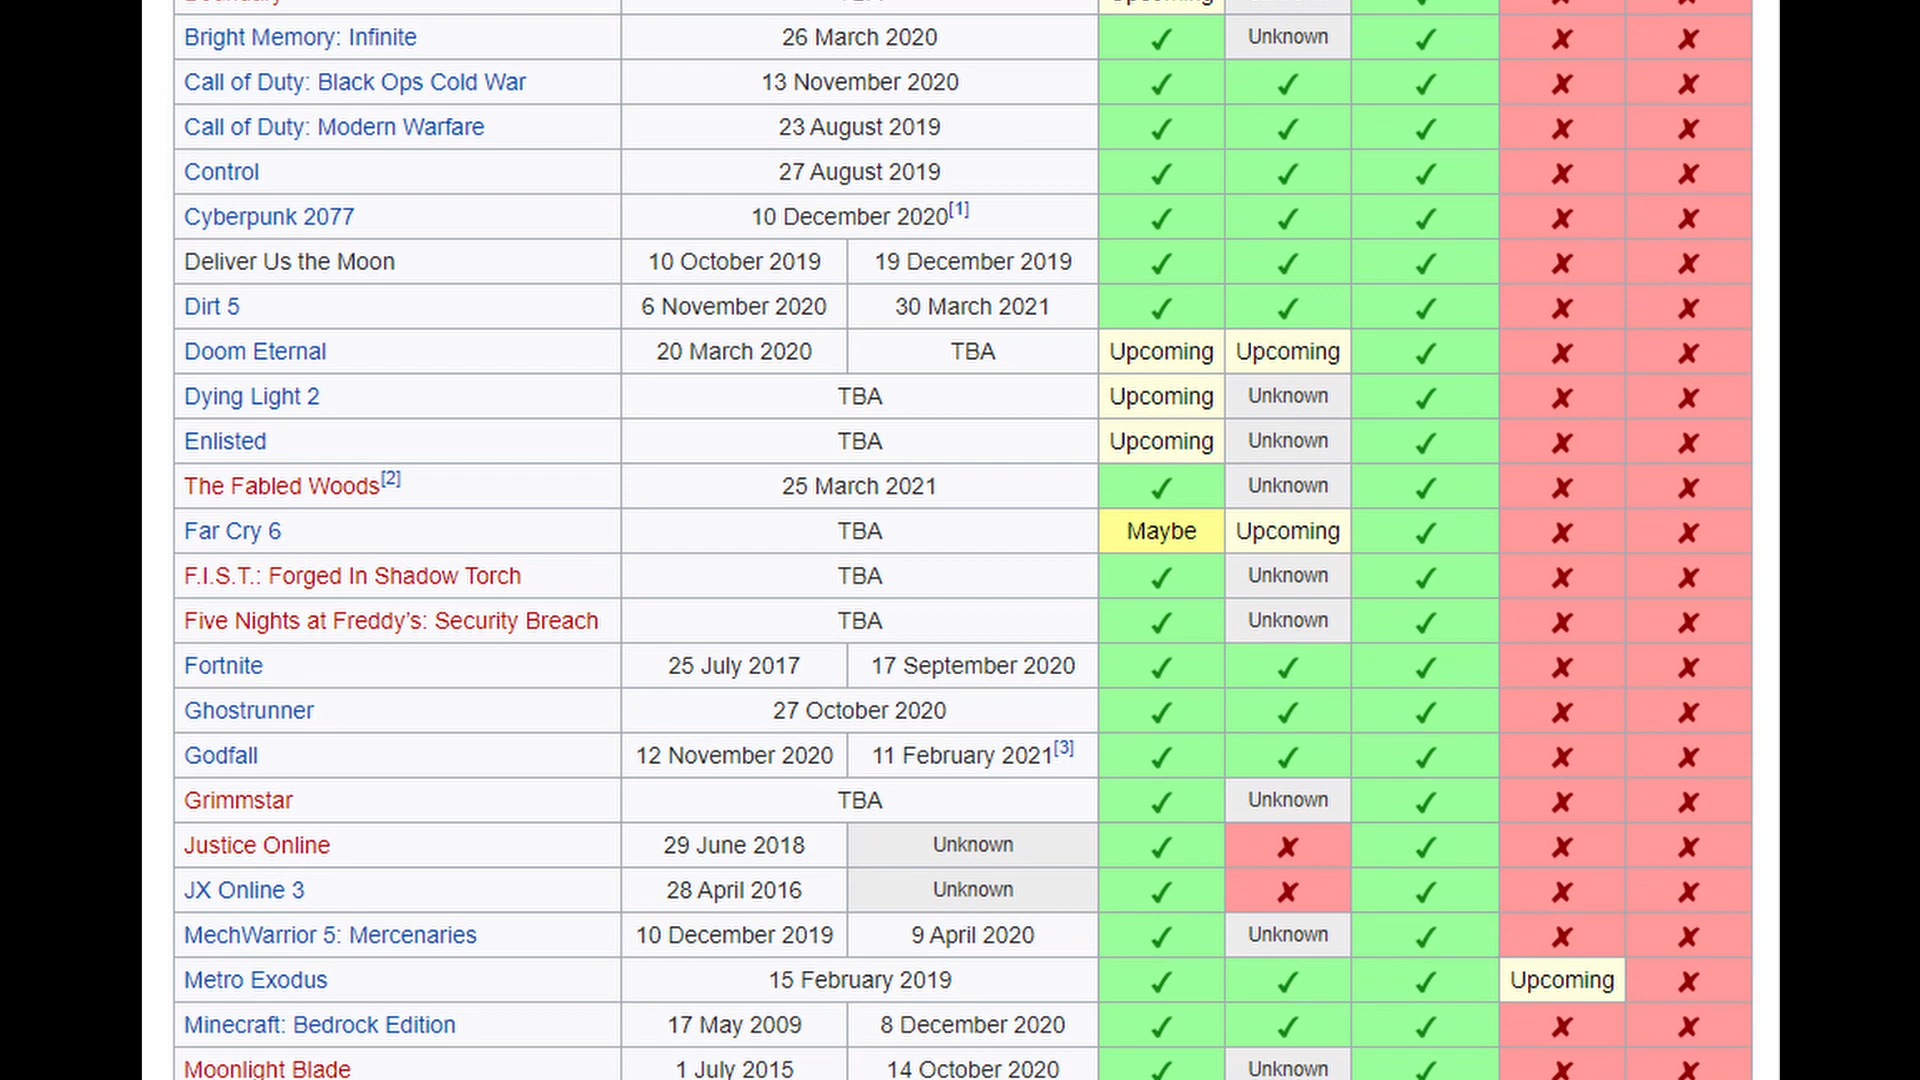 Bright Memory: Infinite 26 March 2020 ✓ Unknown ✓ ✘ ✘
Call of Duty: Black Ops Cold War 13 November 2020 ✓ ✓ ✓ ✘ ✘
Call of Duty: Modern Warfare 23 August 2019 ✓ ✓ ✓ ✘ ✘
Control 27 August 2019 ✓ ✓ ✓ ✘ ✘
Cyberpunk 2077 10 December 2020[1] ✓ ✓ ✓ ✘ ✘
Deliver Us the Moon 10 October 2019 19 December 2019 ✓ ✓ ✓ ✘ ✘
Dirt 5 6 November 2020 30 March 2021 ✓ ✓ ✓ ✘ ✘
Doom Eternal 20 March 2020 TBA Upcoming Upcoming ✓ ✘ ✘
Dying Light 2 TBA Upcoming Unknown ✓ ✘ ✘
Enlisted TBA Upcoming Unknown ✓ ✘ ✘
The Fabled Woods[2] 25 March 2021 ✓ Unknown ✓ ✘ ✘
Far Cry 6 TBA Maybe Upcoming ✓ ✘ ✘
F.I.S.T.: Forged In Shadow Torch TBA ✓ Unknown ✓ ✘ ✘
Five Nights at Freddy’s: Security Breach TBA ✓ Unknown ✓ ✘ ✘
Fortnite 25 July 2017 17 September 2020 ✓ ✓ ✓ ✘ ✘
Ghostrunner 27 October 2020 ✓ ✓ ✓ ✘ ✘
Godfall 12 November 2020 11 February 2021[3] ✓ ✓ ✓ ✘ ✘
Grimmstar TBA ✓ Unknown ✓ ✘ ✘
Justice Online 29 June 2018 Unknown ✓ ✘ ✓ ✘ ✘
JX Online 3 28 April 2016 Unknown ✓ ✘ ✓ ✘ ✘
MechWarrior 5: Mercenaries 10 December 2019 9 April 2020 ✓ Unknown ✓ ✘ ✘
Metro Exodus 15 February 2019 ✓ ✓ ✓ Upcoming ✘
Minecraft: Bedrock Edition 17 May 2009 8 December 2020 ✓ ✓ ✓ ✘ ✘
Moonlight Blade 1 July 2015 14 October 2020 ✓ Unknown ✓ ✘ ✘